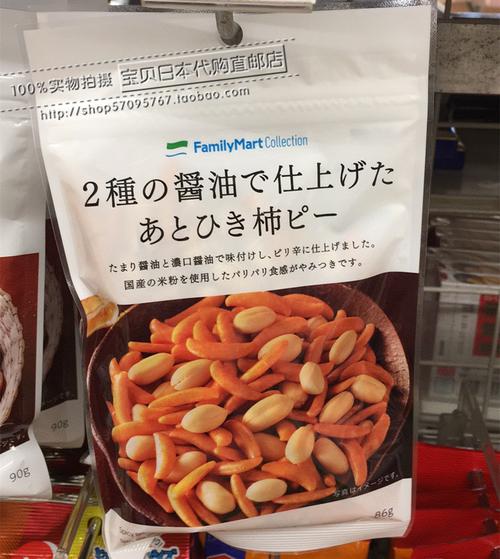 100%实物拍摄 宝贝日本代购直邮店
http://shop57095767.taobao.com
FamilyMart Collection
2種の醤油で仕上げた
あとひき柿ピー
たまり醤油と濃口醤油で味付けし、ピリ辛に仕上げました。
国産の米粉を使用したパリパリ食感がやみつきです。
写真はイメージです。
86g
90g
90g